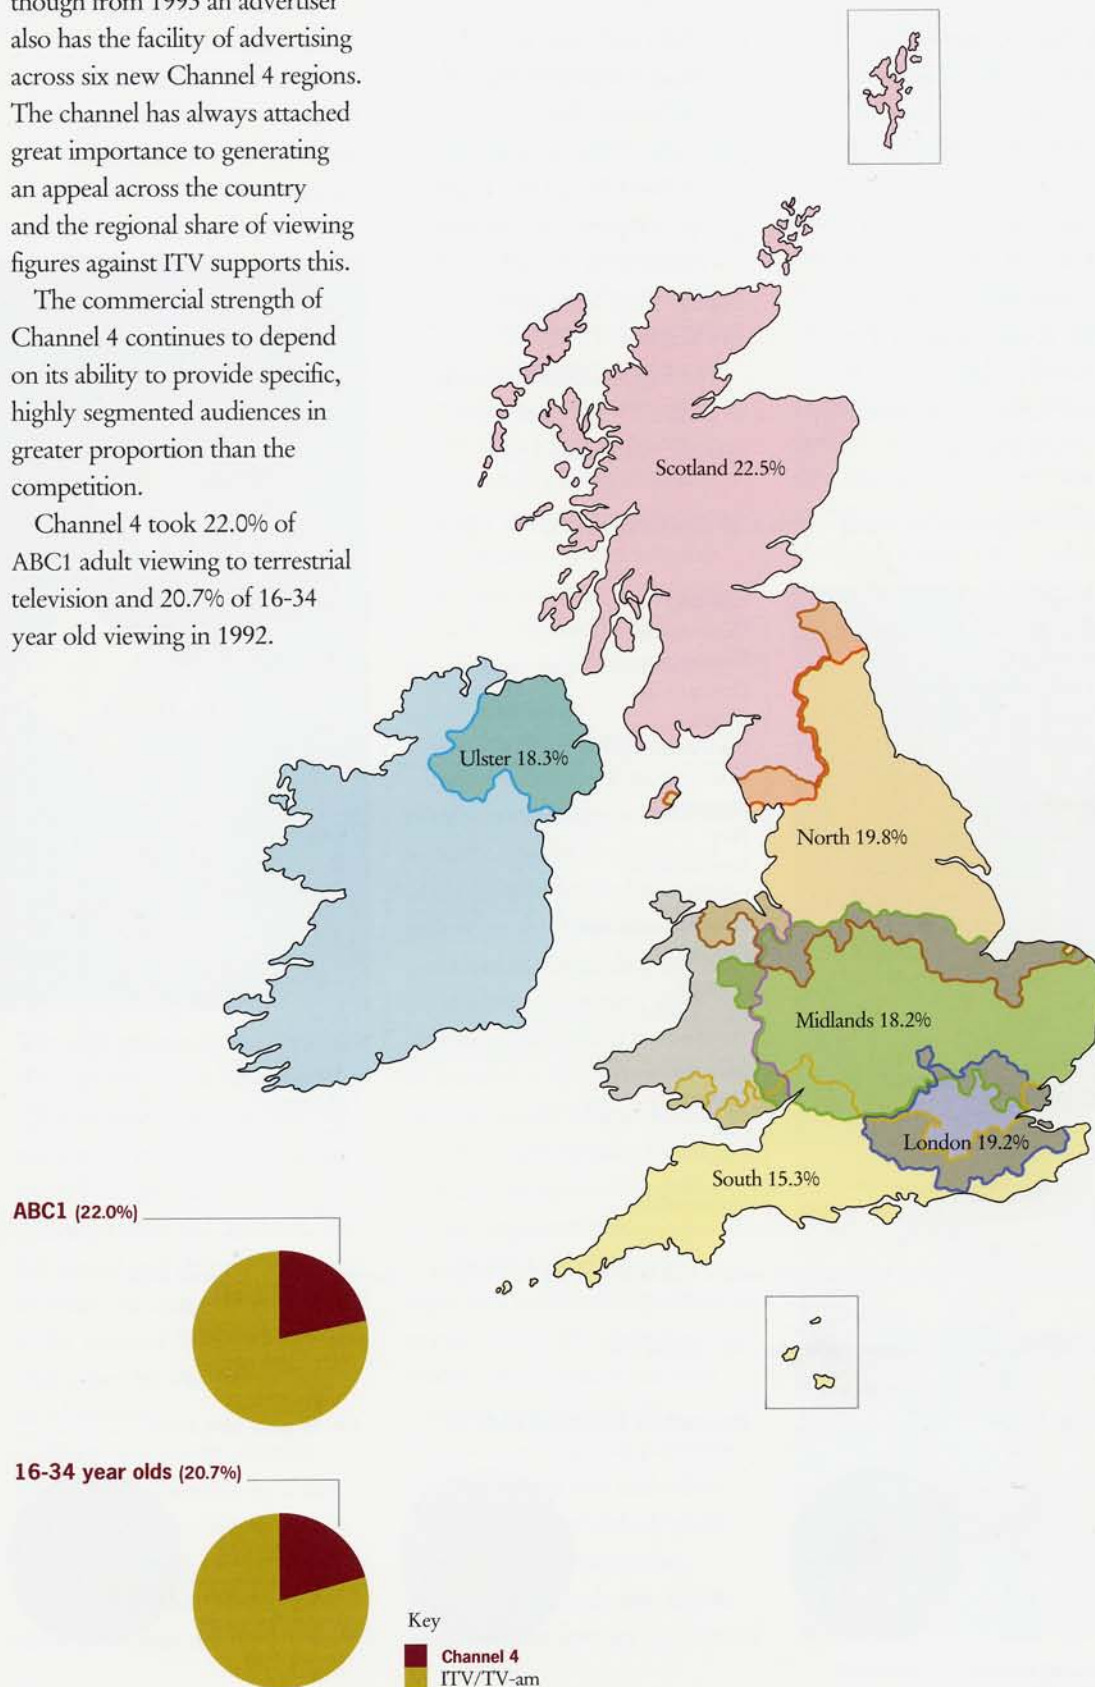 though from 1993 an advertiser
also has the facility of advertising
across six new Channel 4 regions.
The channel has always attached
great importance to generating
an appeal across the country
and the regional share of viewing
figures against ITV supports this.
The commercial strength of
Channel 4 continues to depend
on its ability to provide specific,
highly segmented audiences in
greater proportion than the
competition.
Channel 4 took 22.0% of
ABC1 adult viewing to terrestrial
television and 20.7% of 16-34
year old viewing in 1992.
Scotland 22.5%
Ulster 18.3%
North 19.8%
Midlands 18.2%
London 19.2%
South 15.3%
ABC1 (22.0%)
16-34 year olds (20.7%)
Key
Channel 4
ITV/TV-am